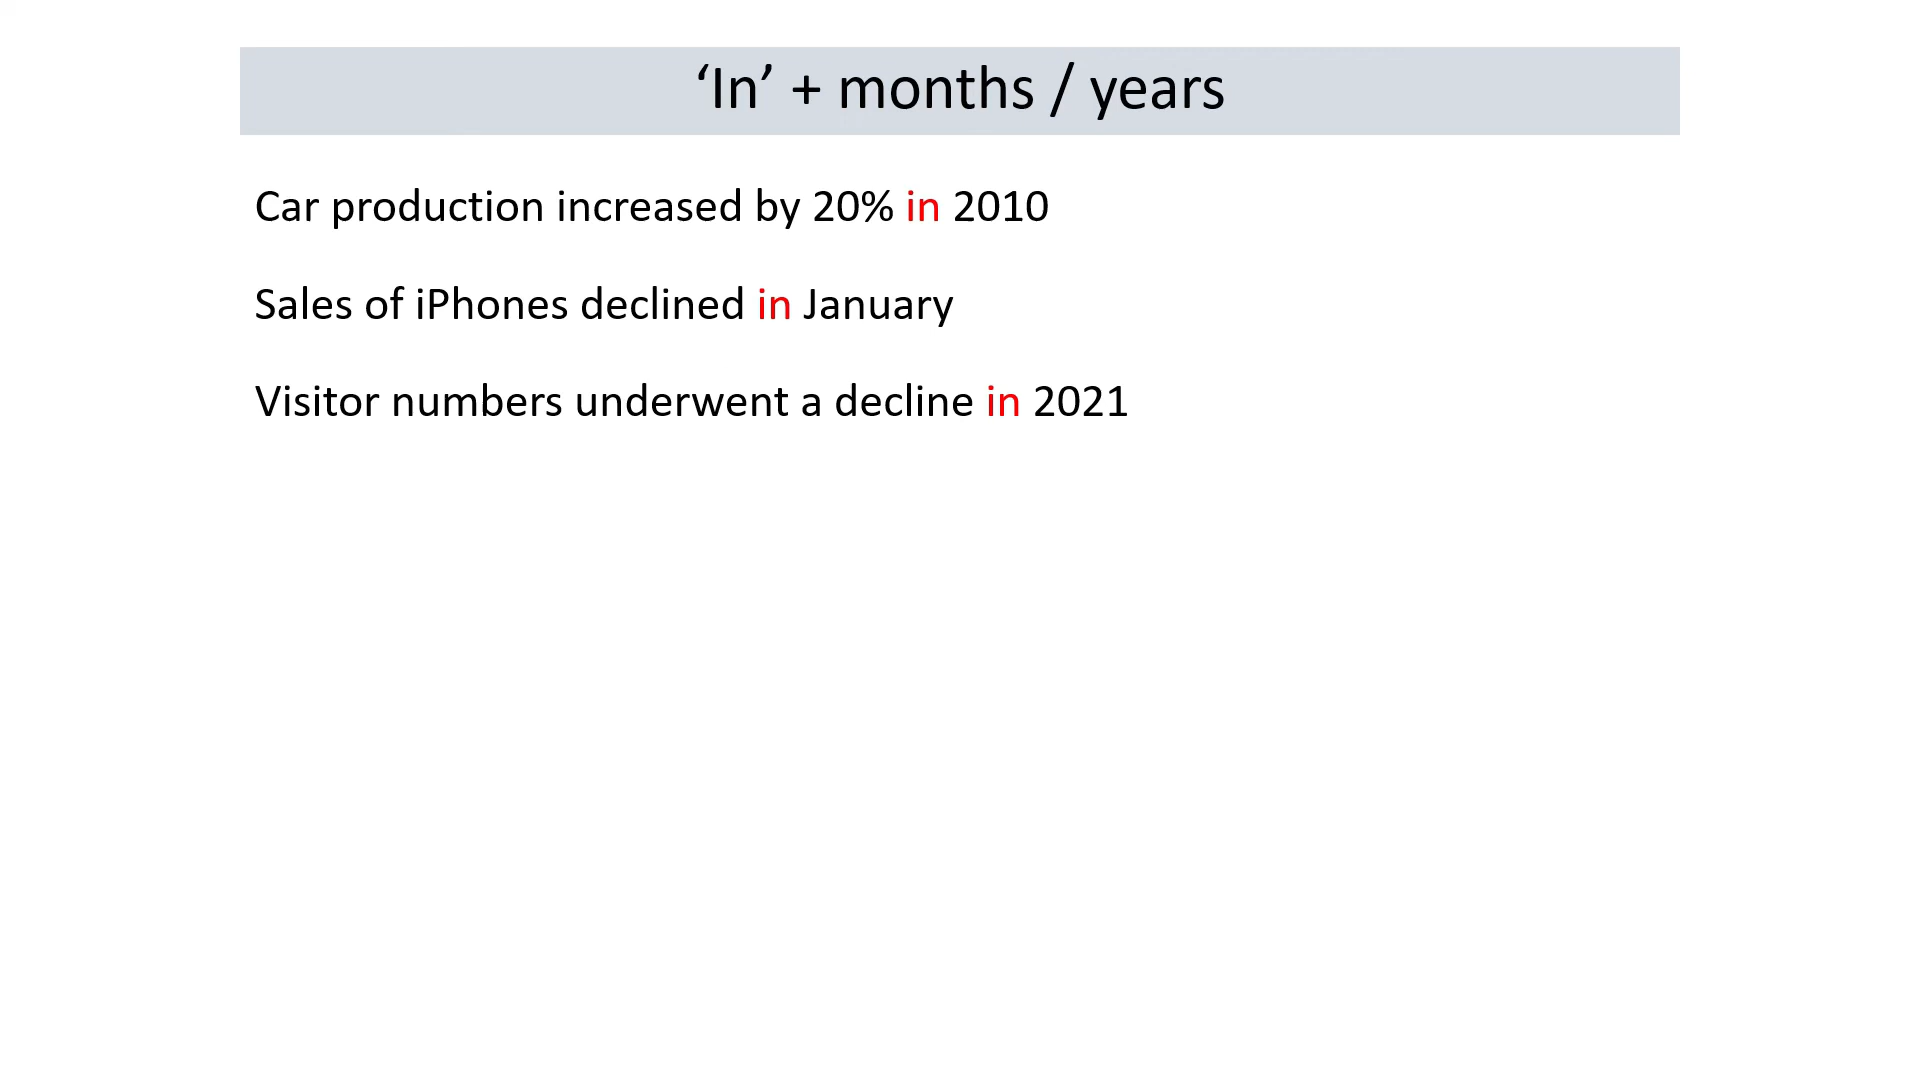 ‘In’ + months / years
Car production increased by 20% in 2010
Sales of iPhones declined in January
Visitor numbers underwent a decline in 2021